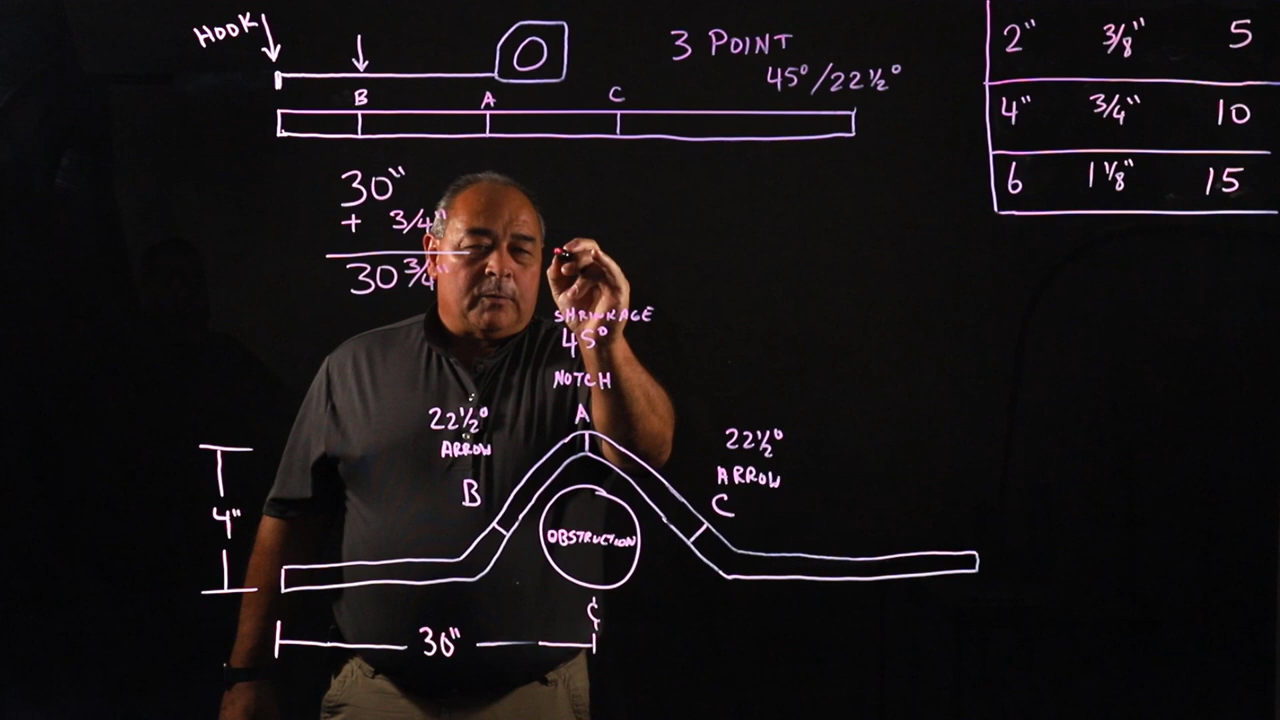 HOOK
3 POINT
45°/22½°
2" 3/8" 5
4" 3/4" 10
6 1 1/8" 15
B A C
30"
+ 3/4"
30 3/4"
SHRINKAGE
45°
NOTCH
A
22½°
ARROW
B
22½°
ARROW
C
4"
OBSTRUCTION
℄
30"